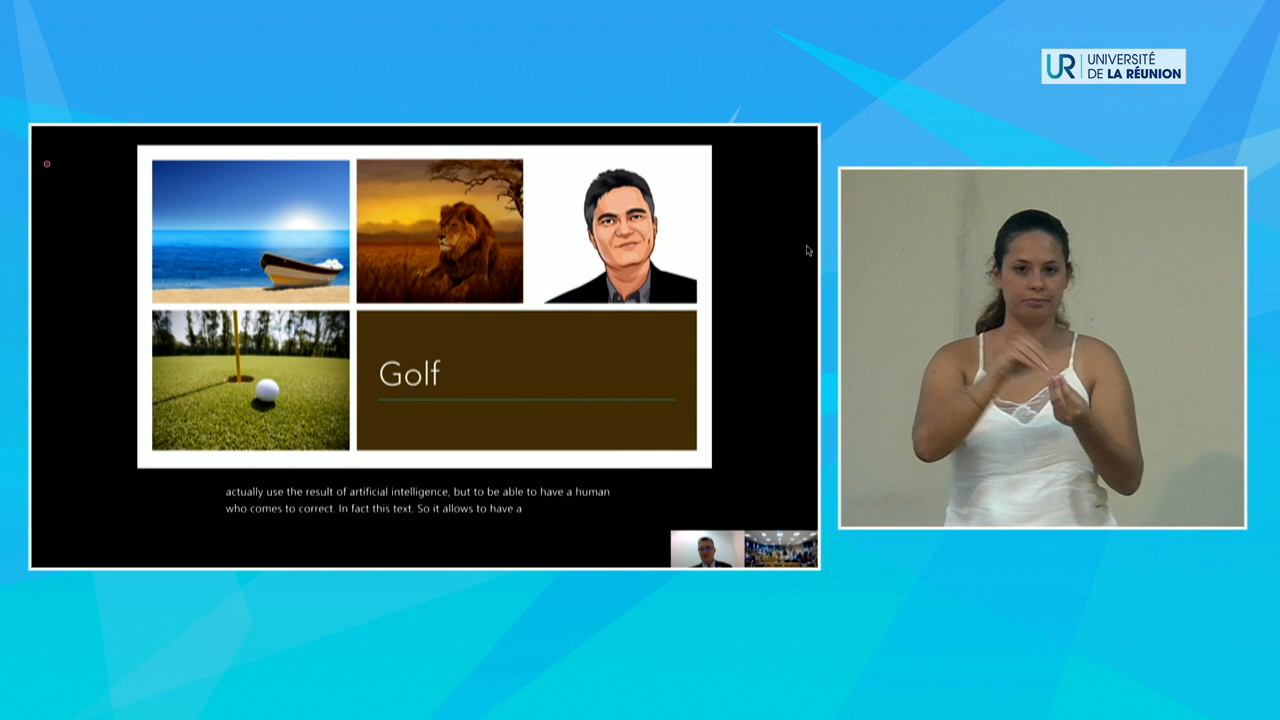 UR UNIVERSITÉ
DE LA RÉUNION
Golf
actually use the result of artificial intelligence, but to be able to have a human
who comes to correct. In fact this text. So it allows to have a